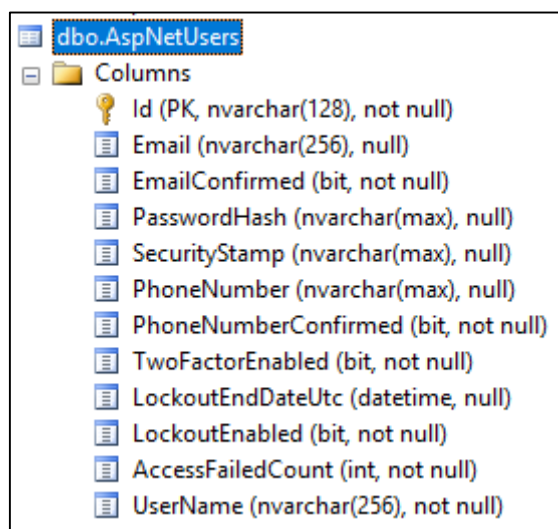 dbo.AspNetUsers
Columns
Id (PK, nvarchar(128), not null)
Email (nvarchar(256), null)
EmailConfirmed (bit, not null)
PasswordHash (nvarchar(max), null)
SecurityStamp (nvarchar(max), null)
PhoneNumber (nvarchar(max), null)
PhoneNumberConfirmed (bit, not null)
TwoFactorEnabled (bit, not null)
LockoutEndDateUtc (datetime, null)
LockoutEnabled (bit, not null)
AccessFailedCount (int, not null)
UserName (nvarchar(256), not null)